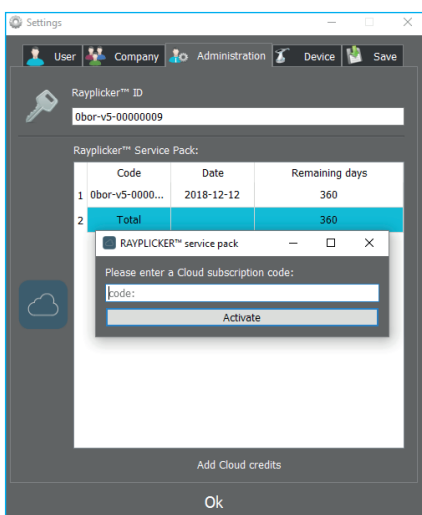 Settings
User Company Administration Device Save
Rayplicker™ ID
0bor-v5-00000009
Rayplicker™ Service Pack:
Code Date Remaining days
1 0bor-v5-0000... 2018-12-12 360
2 Total 360
RAYPLICKER™ service pack
Please enter a Cloud subscription code:
code:
Activate
Add Cloud credits
Ok